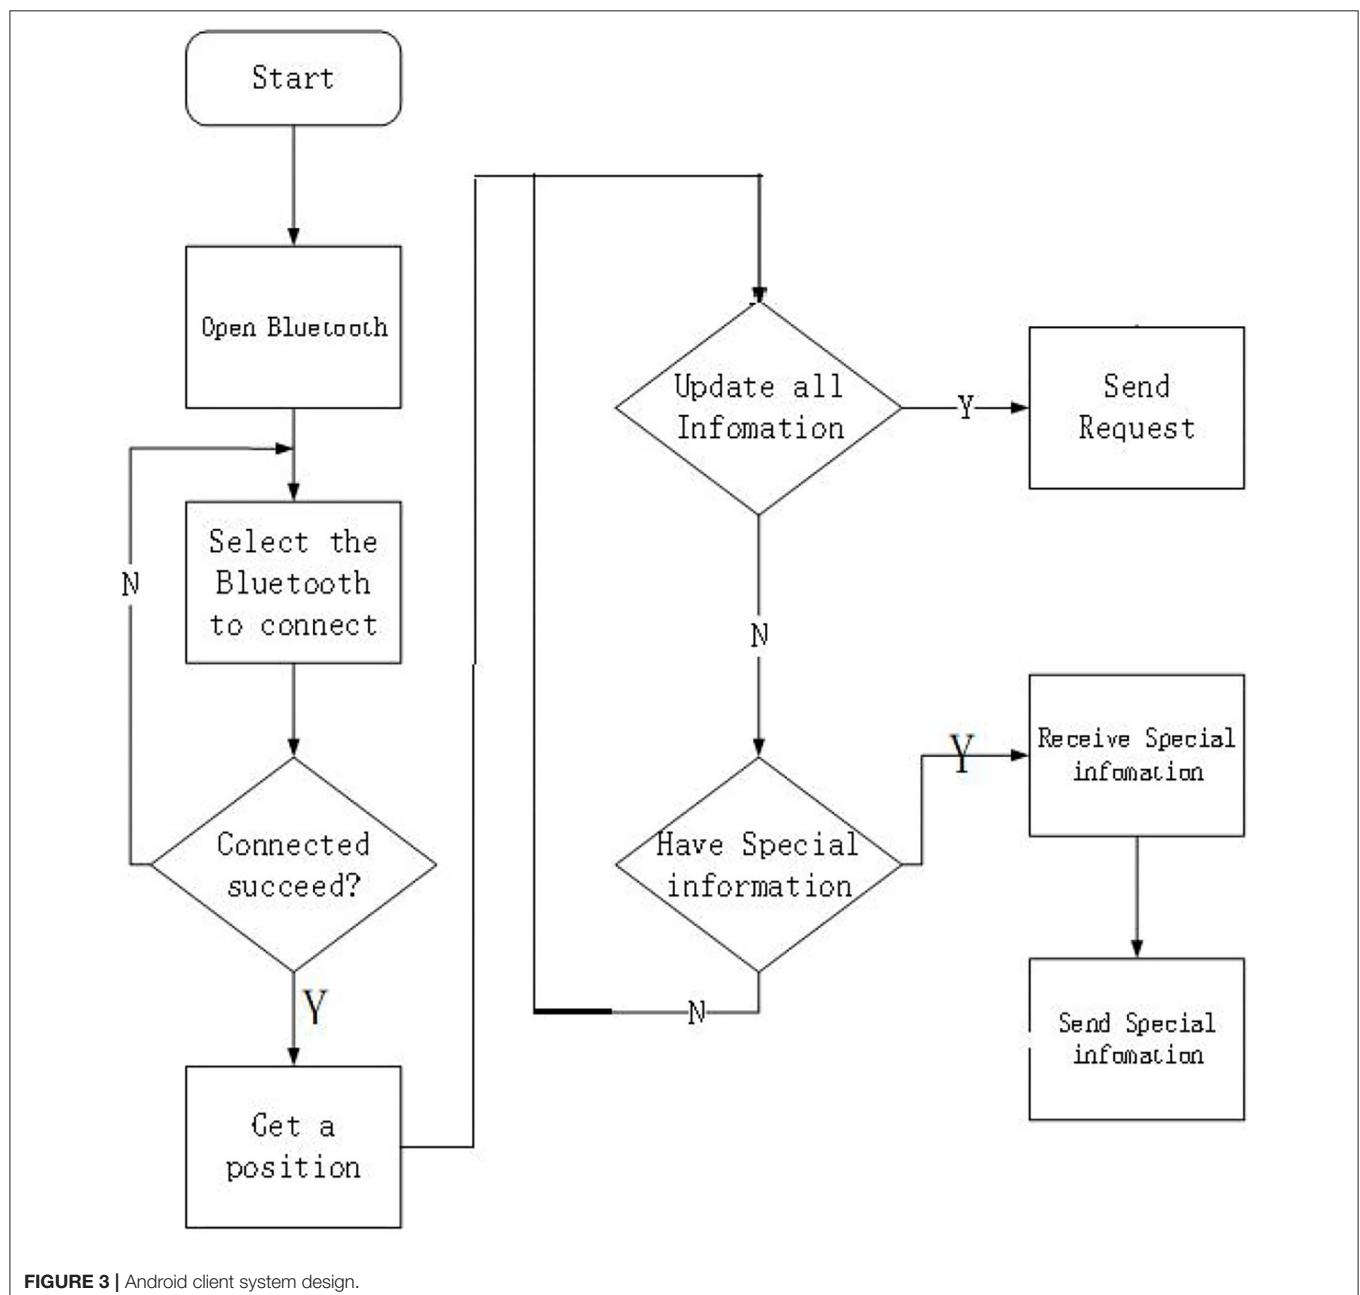 Start
Open Bluetooth
Select the
Bluetooth
to connect
N
Connected
succeed?
Y
Get a
position
Update all
Infomation
Y
Send
Request
N
Have Special
information
Y
N
Receive Special
infomation
Send Special
infomation
FIGURE 3 | Android client system design.